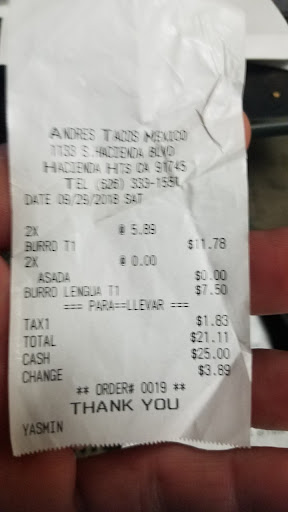 ANDRES TACOS MEXICO
1133 S. HACIENDA BLVD
HACIENDA HTS CA 91745
TEL (626) 333-1551
DATE 09/29/2018 SAT
2X @ 5.89
BURRO T1 $11.78
2X @ 0.00
ASADA $0.00
BURRO LENGUA T1 $7.50
=== PARA==LLEVAR ===
TAX1 $1.83
TOTAL $21.11
CASH $25.00
CHANGE $3.89
** ORDER# 0019 **
THANK YOU
YASMIN